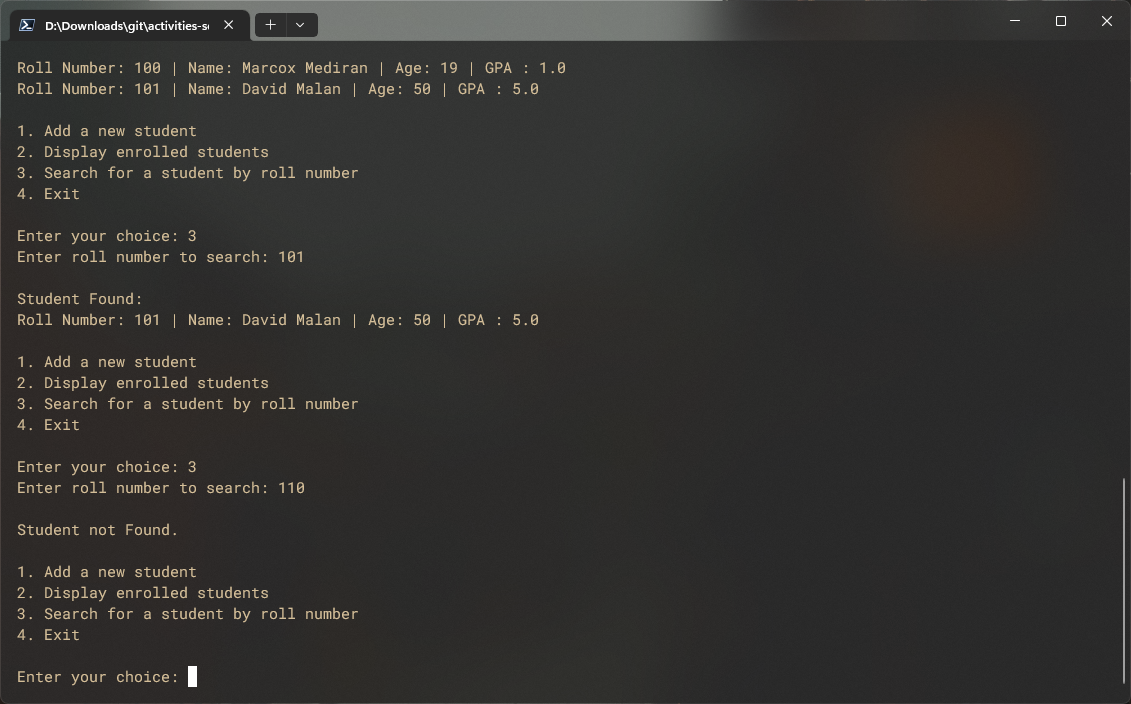 D:\Downloads\git\activities-s
Roll Number: 100 | Name: Marcox Mediran | Age: 19 | GPA : 1.0
Roll Number: 101 | Name: David Malan | Age: 50 | GPA : 5.0
1. Add a new student
2. Display enrolled students
3. Search for a student by roll number
4. Exit
Enter your choice: 3
Enter roll number to search: 101
Student Found:
Roll Number: 101 | Name: David Malan | Age: 50 | GPA : 5.0
1. Add a new student
2. Display enrolled students
3. Search for a student by roll number
4. Exit
Enter your choice: 3
Enter roll number to search: 110
Student not Found.
1. Add a new student
2. Display enrolled students
3. Search for a student by roll number
4. Exit
Enter your choice: